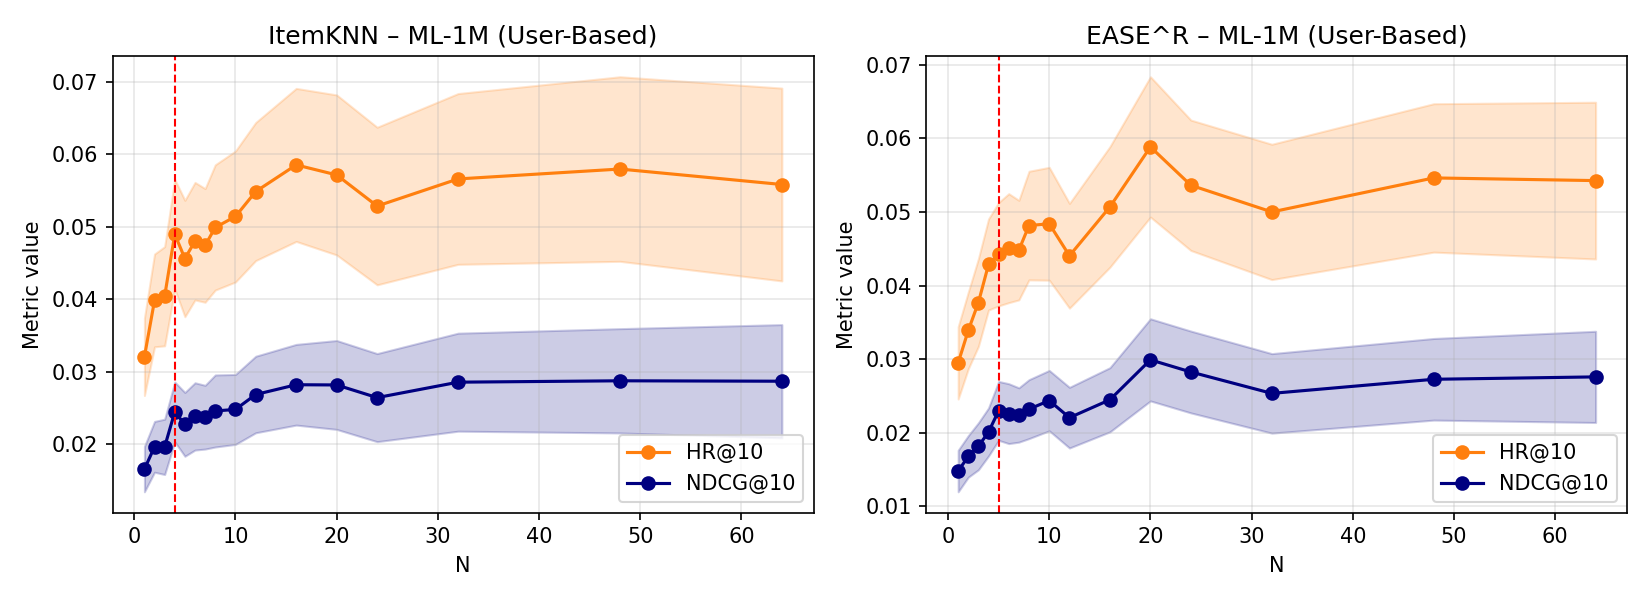 ItemKNN – ML-1M (User-Based)
Metric value
0.07
0.06
0.05
0.04
0.03
0.02
0
10
20
30
40
50
60
N
HR@10
NDCG@10
EASE^R – ML-1M (User-Based)
Metric value
0.07
0.06
0.05
0.04
0.03
0.02
0.01
0
10
20
30
40
50
60
N
HR@10
NDCG@10